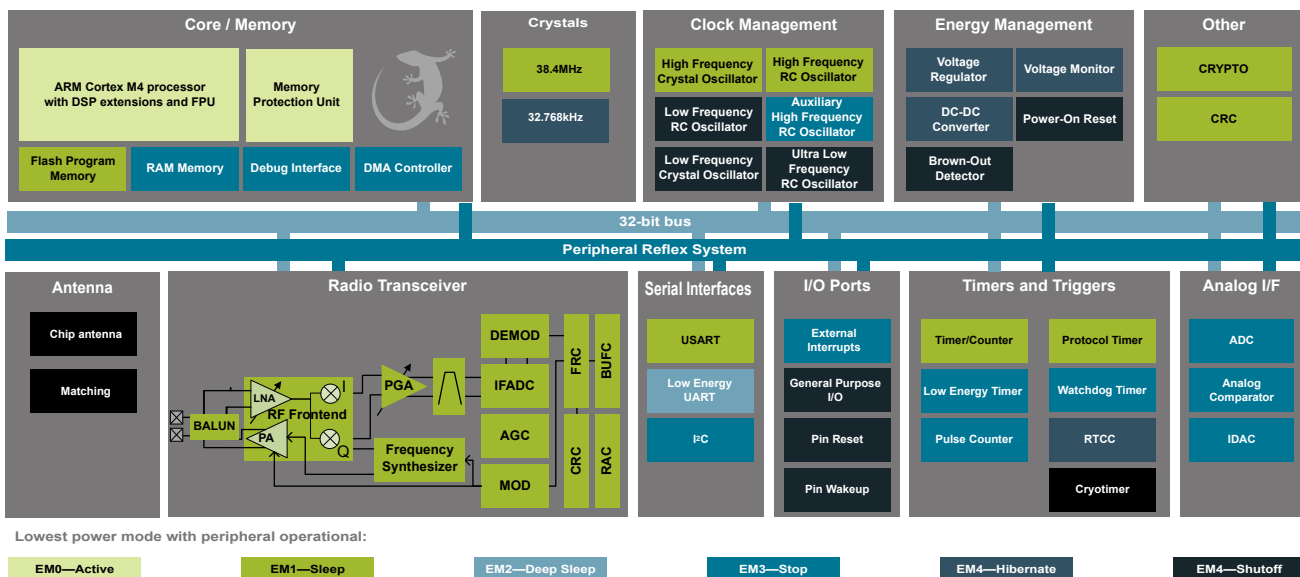 Core / Memory
ARM Cortex M4 processor
with DSP extensions and FPU
Memory
Protection Unit
Flash Program
Memory
RAM Memory
Debug Interface
DMA Controller
Crystals
38.4MHz
32.768kHz
Clock Management
High Frequency
Crystal Oscillator
High Frequency
RC Oscillator
Low Frequency
RC Oscillator
Auxiliary
High Frequency
RC Oscillator
Low Frequency
Crystal Oscillator
Ultra Low
Frequency
RC Oscillator
Energy Management
Voltage
Regulator
Voltage Monitor
DC-DC
Converter
Power-On Reset
Brown-Out
Detector
Other
CRYPTO
CRC
32-bit bus
Peripheral Reflex System
Antenna
Chip antenna
Matching
Radio Transceiver
BALUN
LNA
RF Frontend
PA
I
Q
PGA
Frequency
Synthesizer
DEMOD
IFADC
AGC
MOD
FRC
BUFC
CRC
RAC
Serial Interfaces
USART
Low Energy
UART
I²C
I/O Ports
External
Interrupts
General Purpose
I/O
Pin Reset
Pin Wakeup
Timers and Triggers
Timer/Counter
Protocol Timer
Low Energy Timer
Watchdog Timer
Pulse Counter
RTCC
Cryotimer
Analog I/F
ADC
Analog
Comparator
IDAC
Lowest power mode with peripheral operational:
EM0—Active
EM1—Sleep
EM2—Deep Sleep
EM3—Stop
EM4—Hibernate
EM4—Shutoff